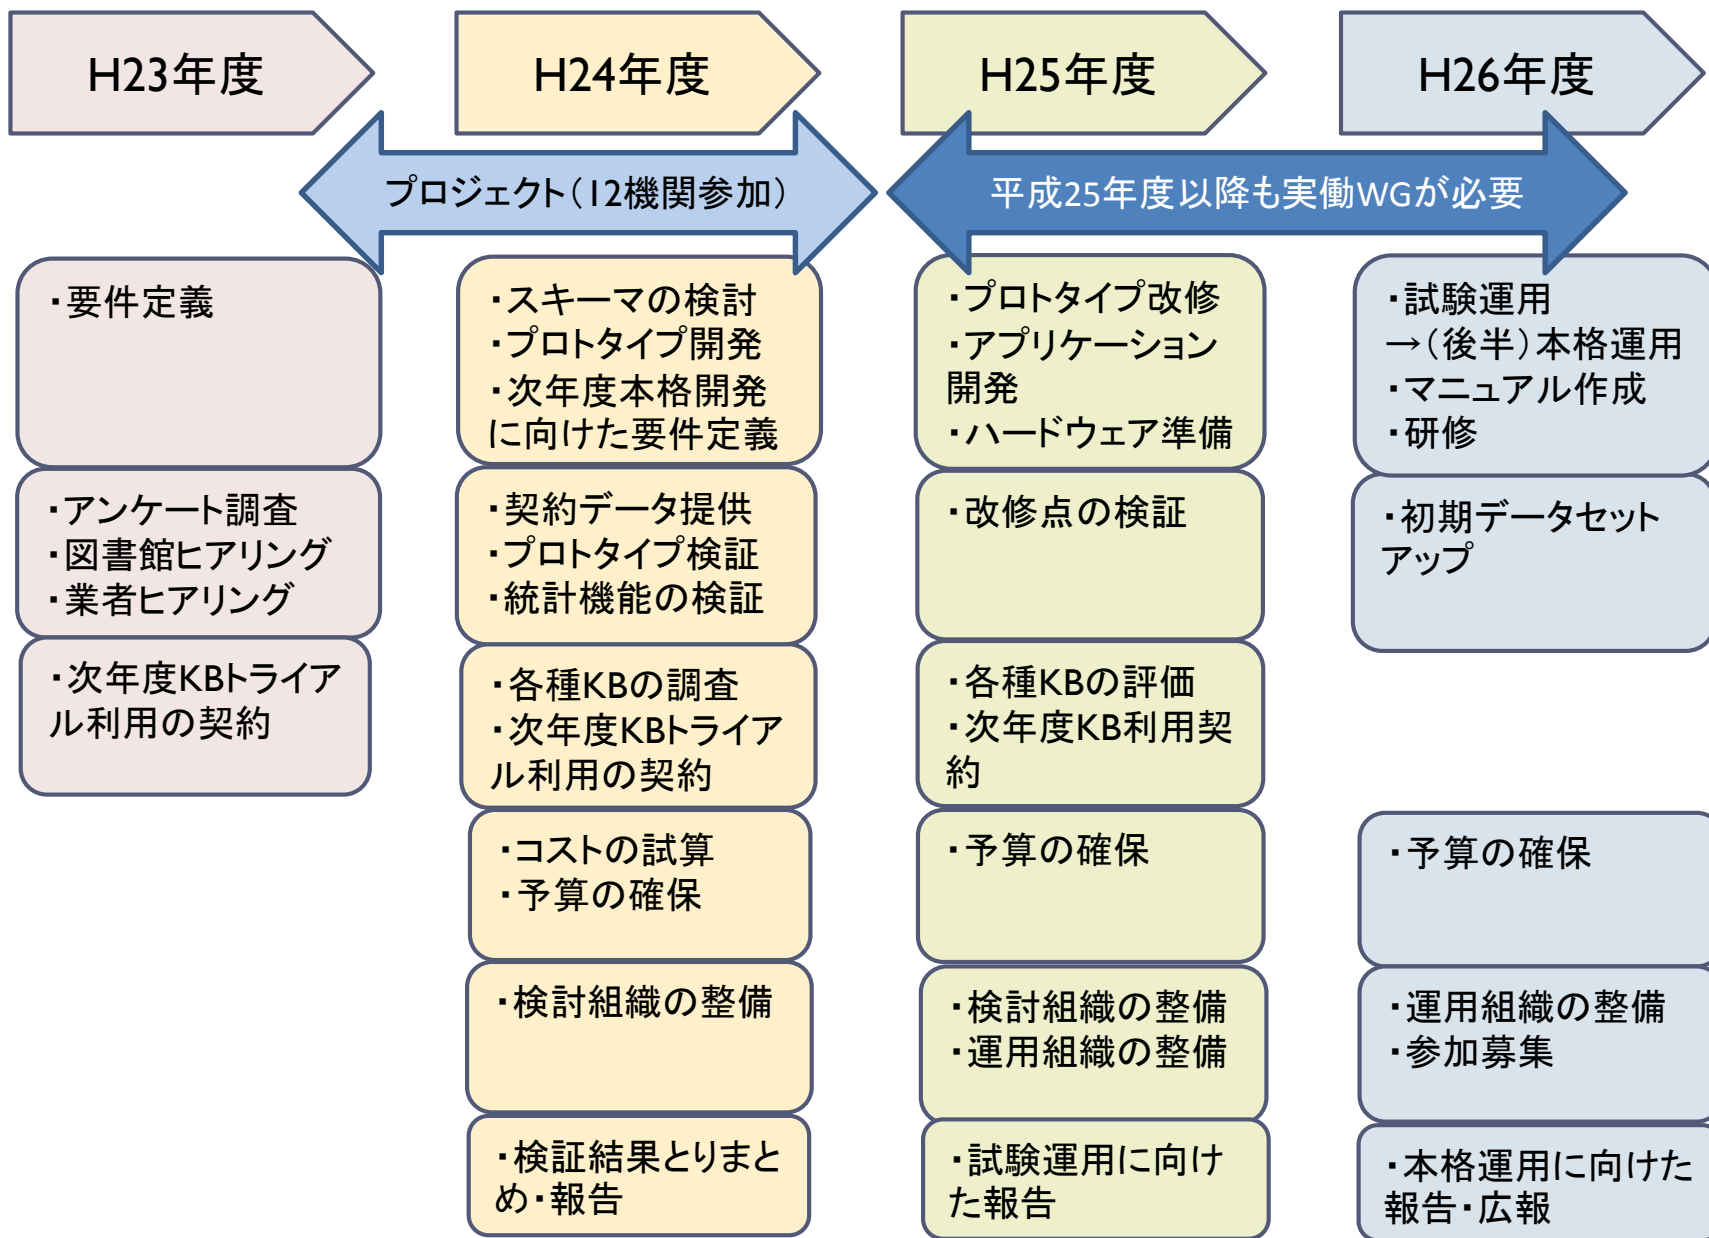 H23年度
H24年度
H25年度
H26年度
プロジェクト(12機関参加)
平成25年度以降も実働WGが必要
・要件定義
・アンケート調査
・図書館ヒアリング
・業者ヒアリング
・次年度KBトライア
ル利用の契約
・スキーマの検討
・プロトタイプ開発
・次年度本格開発
に向けた要件定義
・契約データ提供
・プロトタイプ検証
・統計機能の検証
・各種KBの調査
・次年度KBトライア
ル利用の契約
・コストの試算
・予算の確保
・検討組織の整備
・検証結果とりまと
め・報告
・プロトタイプ改修
・アプリケーション
開発
・ハードウェア準備
・改修点の検証
・各種KBの評価
・次年度KB利用契
約
・予算の確保
・検討組織の整備
・運用組織の整備
・試験運用に向け
た報告
・試験運用
→(後半)本格運用
・マニュアル作成
・研修
・初期データセット
アップ
・予算の確保
・運用組織の整備
・参加募集
・本格運用に向けた
報告・広報